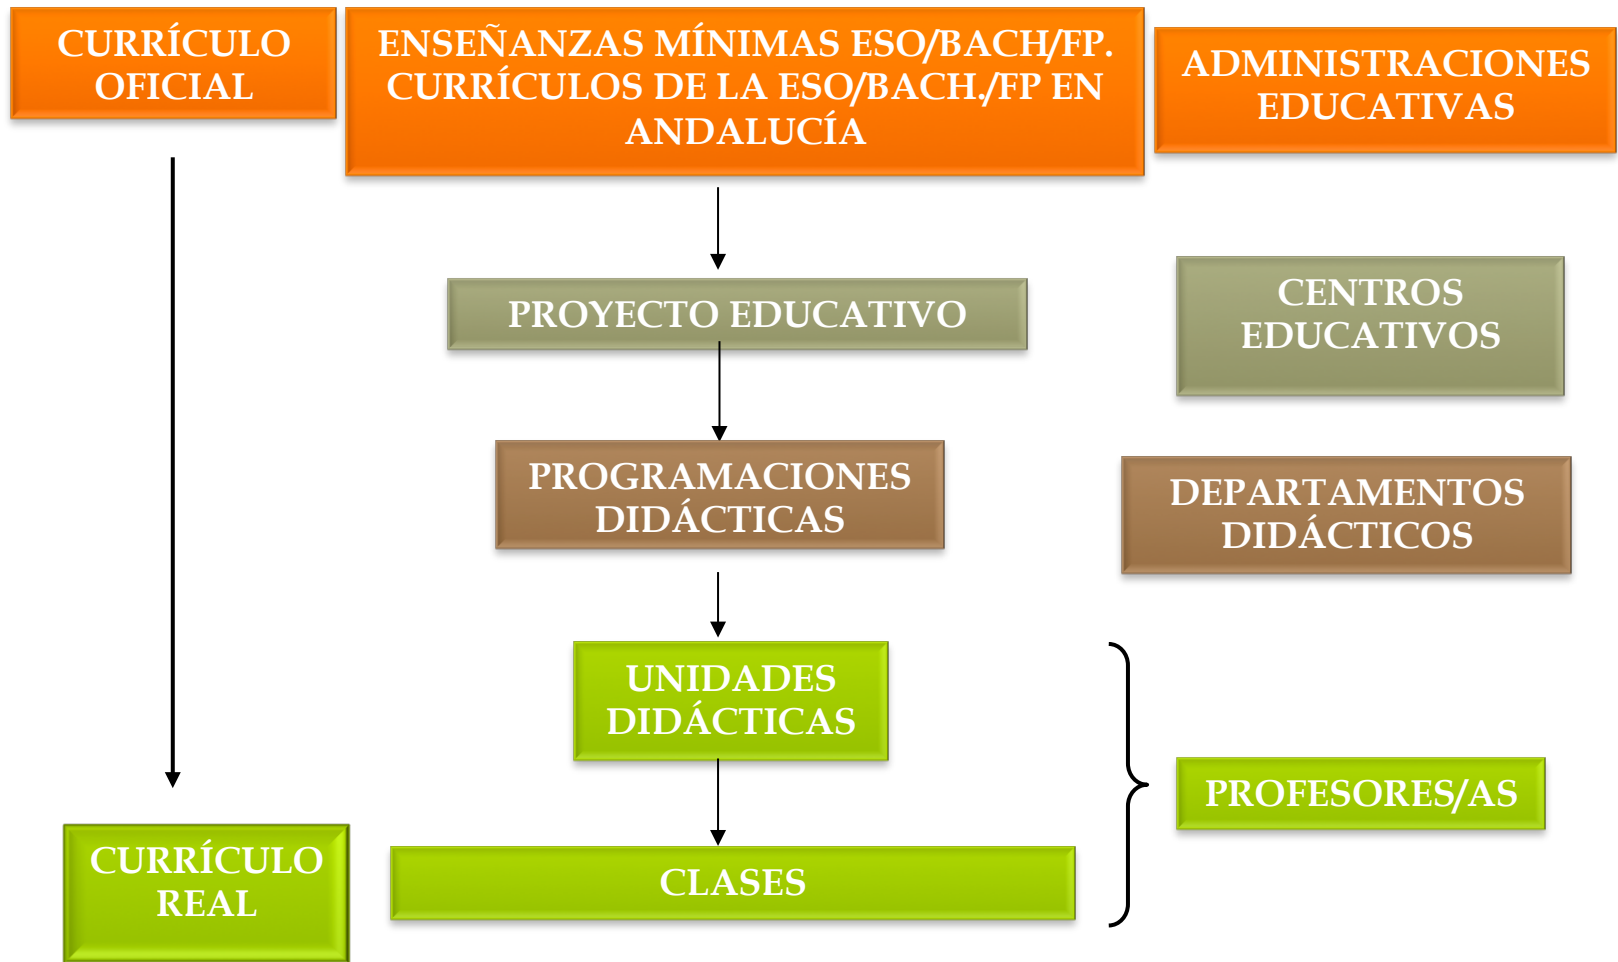 CURRÍCULO
OFICIAL
ENSEÑANZAS MÍNIMAS ESO/BACH/FP.
CURRÍCULOS DE LA ESO/BACH./FP EN
ANDALUCÍA
ADMINISTRACIONES
EDUCATIVAS
PROYECTO EDUCATIVO
CENTROS
EDUCATIVOS
PROGRAMACIONES
DIDÁCTICAS
DEPARTAMENTOS
DIDÁCTICOS
UNIDADES
DIDÁCTICAS
PROFESORES/AS
CURRÍCULO
REAL
CLASES